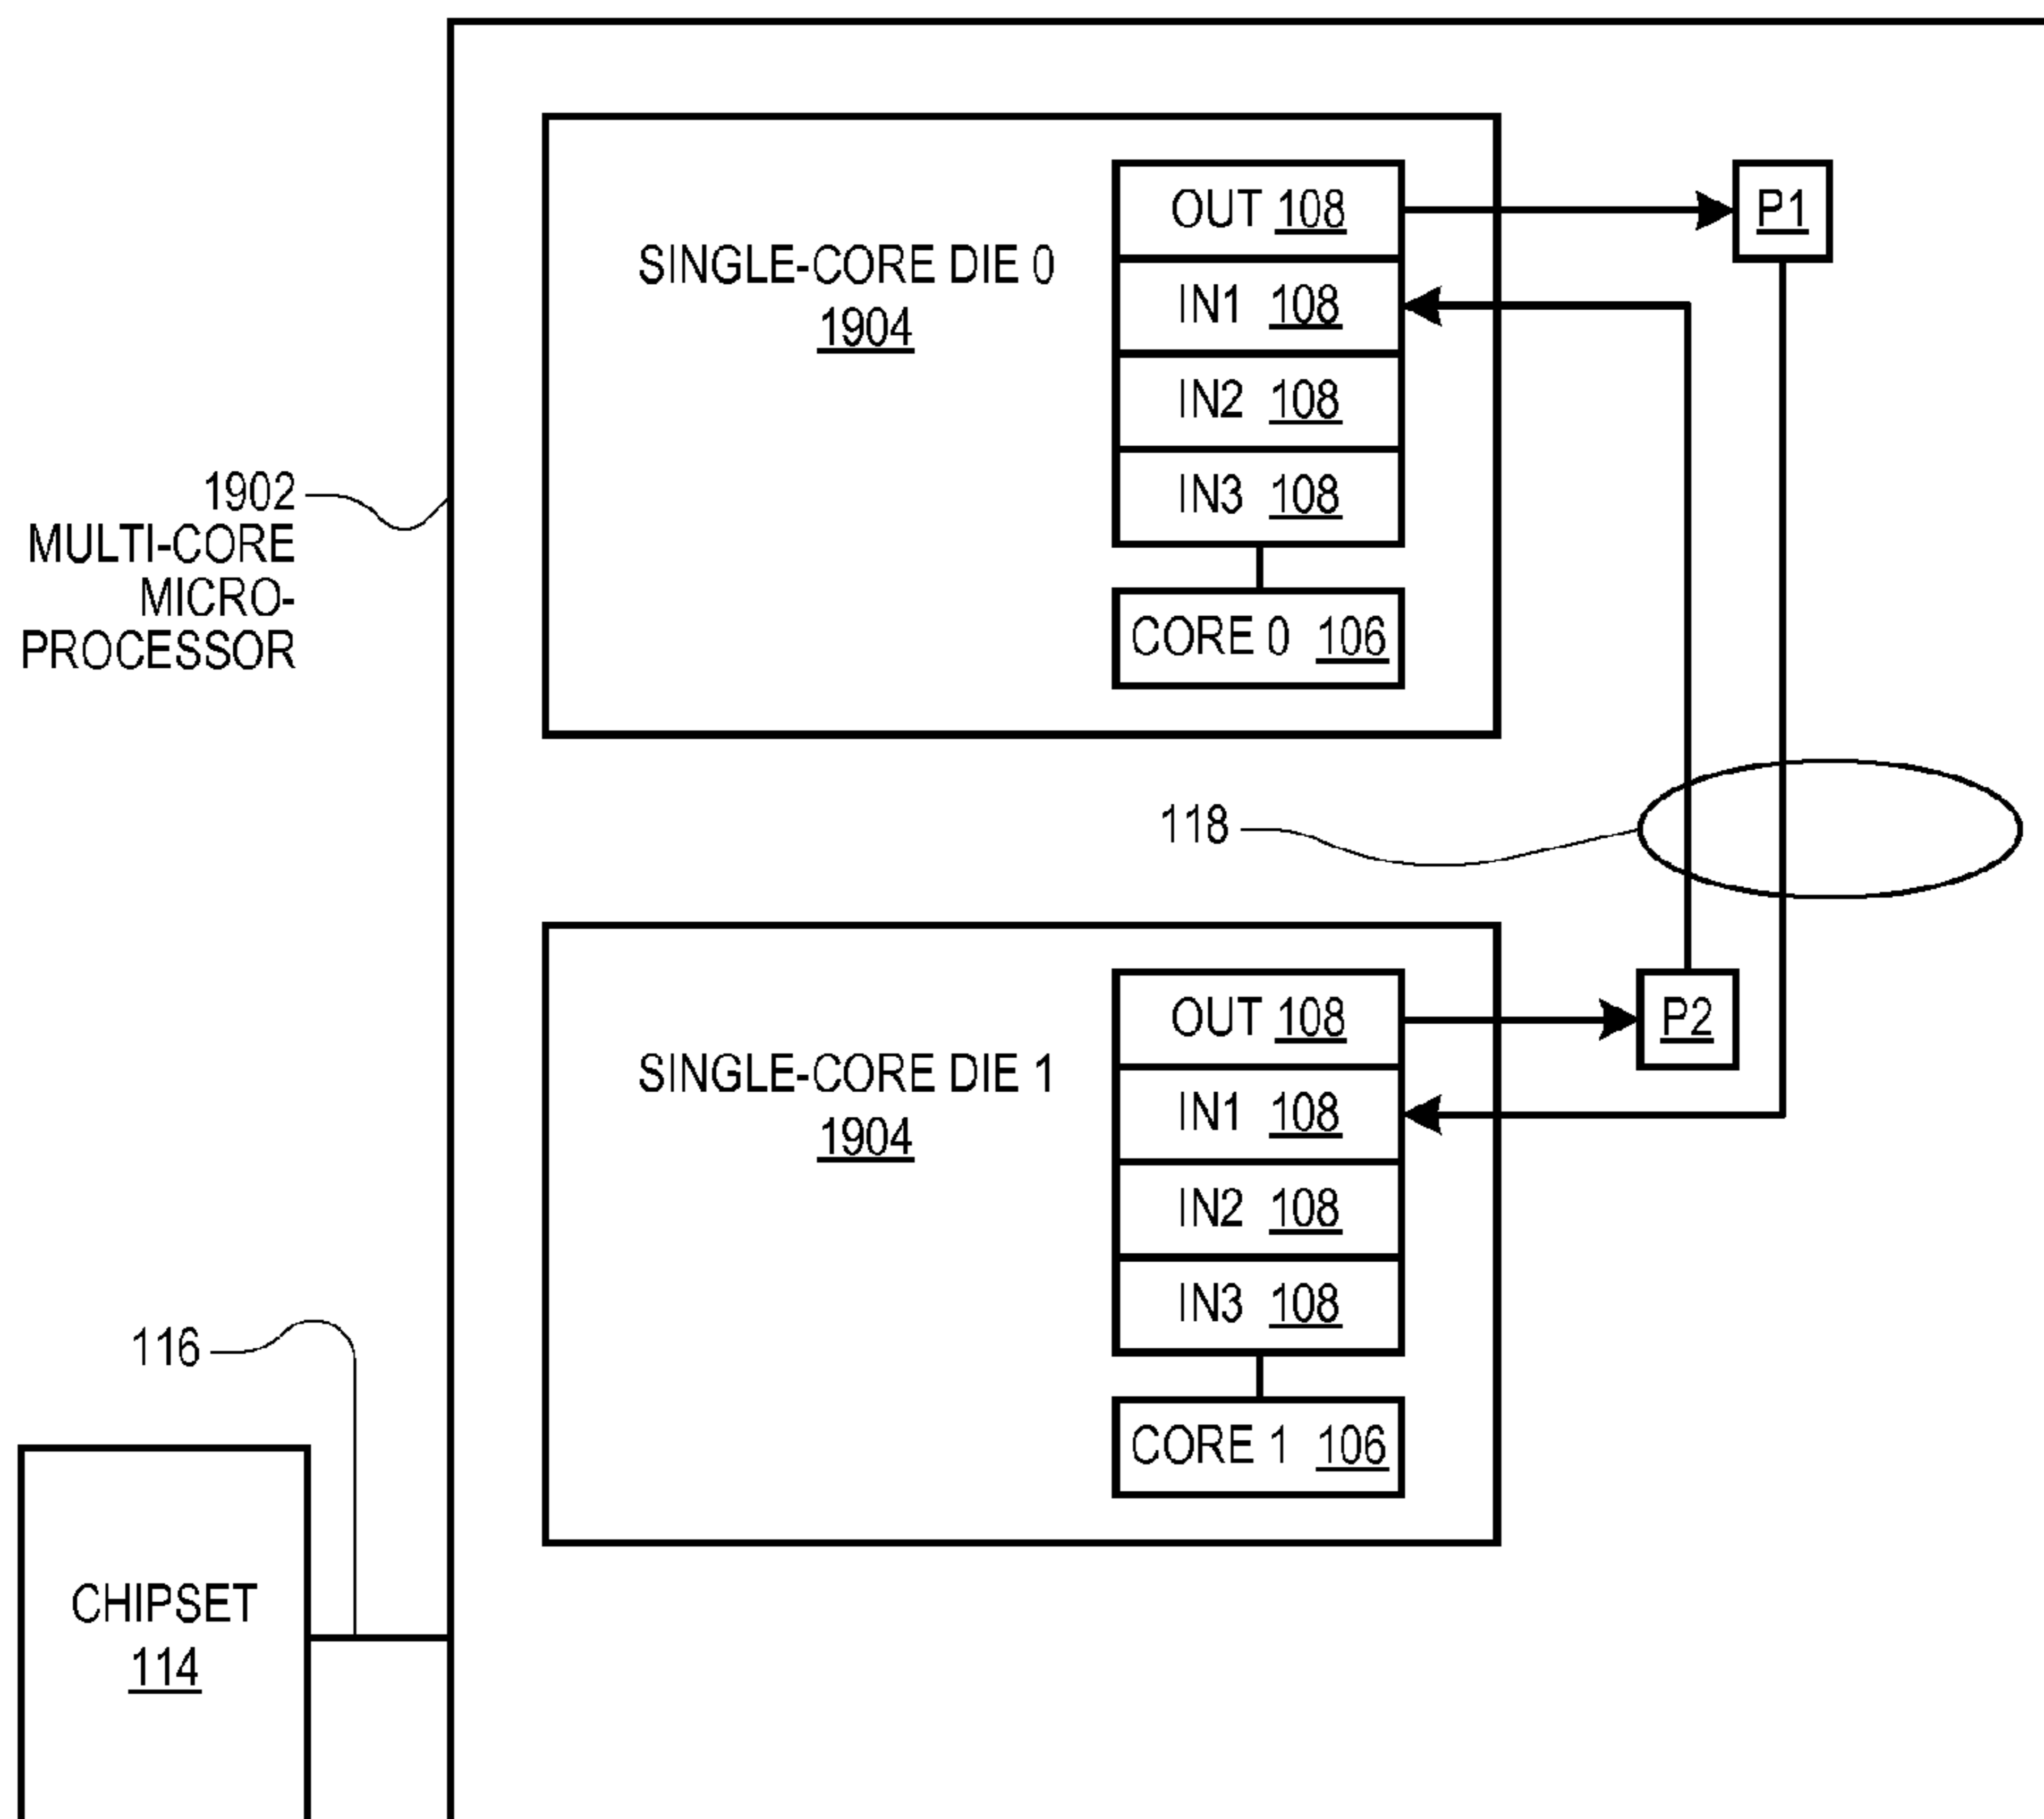 SINGLE-CORE DIE 0
1904
OUT 108
IN1 108
IN2 108
IN3 108
CORE 0 106
P1
1902
MULTI-CORE
MICRO-
PROCESSOR
118
SINGLE-CORE DIE 1
1904
OUT 108
IN1 108
IN2 108
IN3 108
CORE 1 106
P2
116
CHIPSET
114